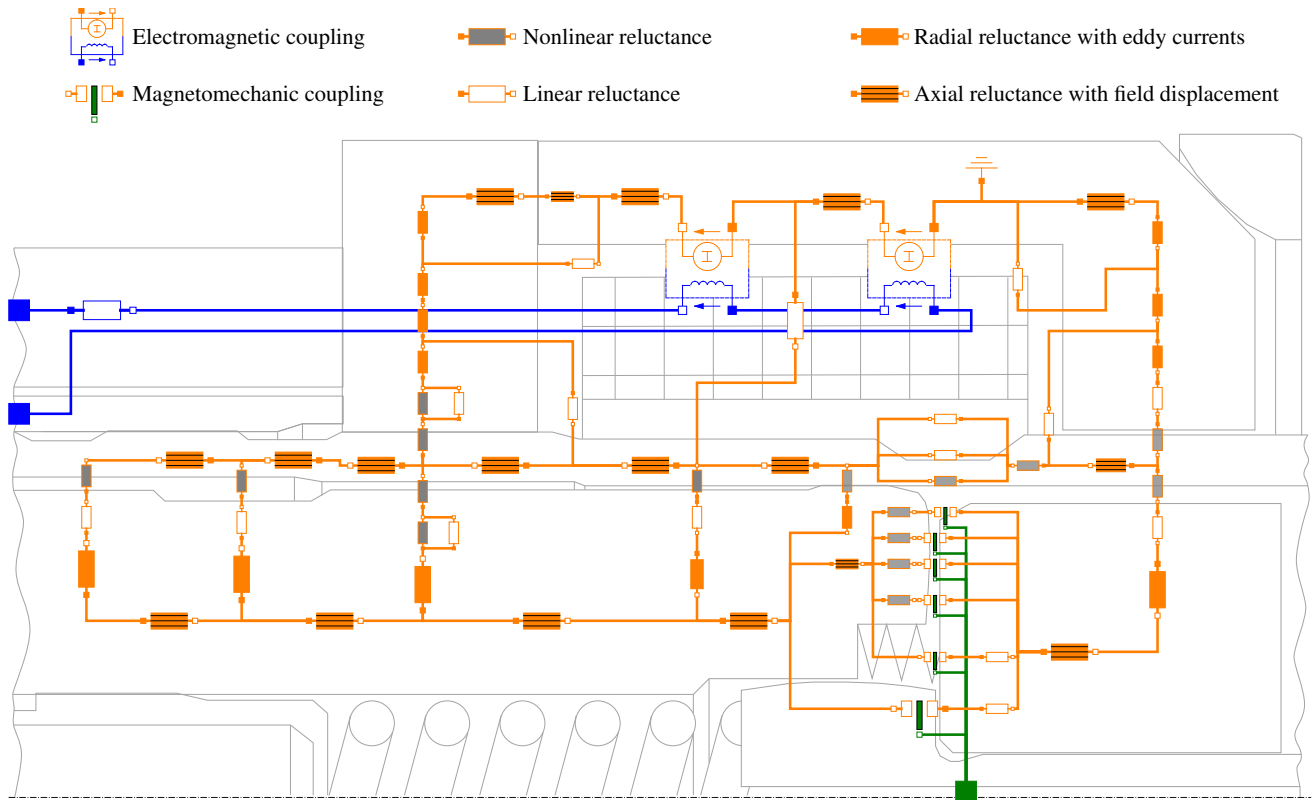 Electromagnetic coupling
Nonlinear reluctance
Radial reluctance with eddy currents
Magnetomechanic coupling
Linear reluctance
Axial reluctance with field displacement